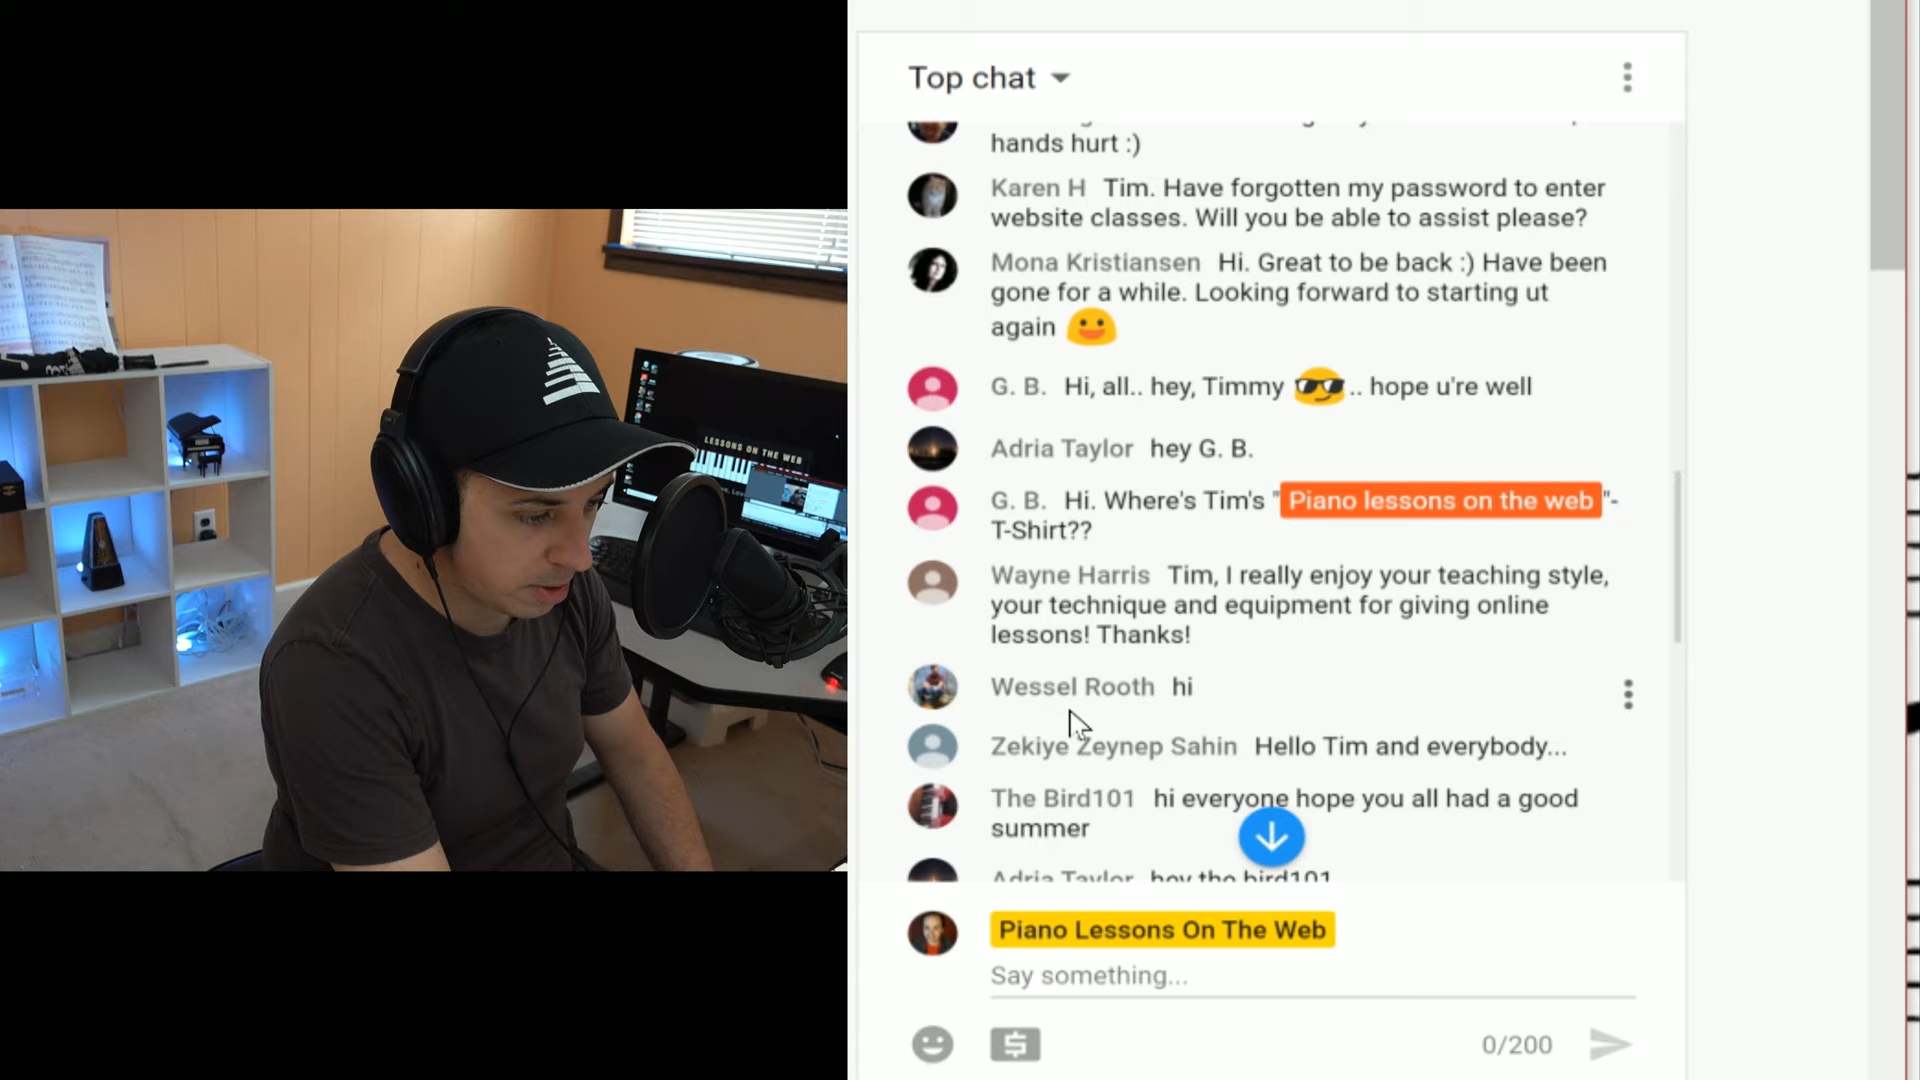 Top chat
hands hurt :)
Karen H Tim. Have forgotten my password to enter
website classes. Will you be able to assist please?
Mona Kristiansen Hi. Great to be back :) Have been
gone for a while. Looking forward to starting ut
again
G. B. Hi, all.. hey, Timmy .. hope u're well
Adria Taylor hey G. B.
G. B. Hi. Where's Tim's "Piano lessons on the web"-
T-Shirt??
Wayne Harris Tim, I really enjoy your teaching style,
your technique and equipment for giving online
lessons! Thanks!
Wessel Rooth hi
Zekiye Zeynep Sahin Hello Tim and everybody...
The Bird101 hi everyone hope you all had a good
summer
Adria Taylor hey the bird101
Piano Lessons On The Web
Say something...
0/200
LESSONS ON THE WEB